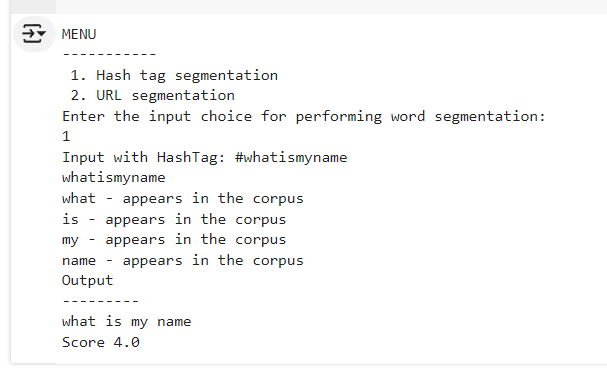 MENU
-----------
1. Hash tag segmentation
2. URL segmentation
Enter the input choice for performing word segmentation:
1
Input with HashTag: #whatismyname
whatismyname
what - appears in the corpus
is - appears in the corpus
my - appears in the corpus
name - appears in the corpus
Output
---------
what is my name
Score 4.0